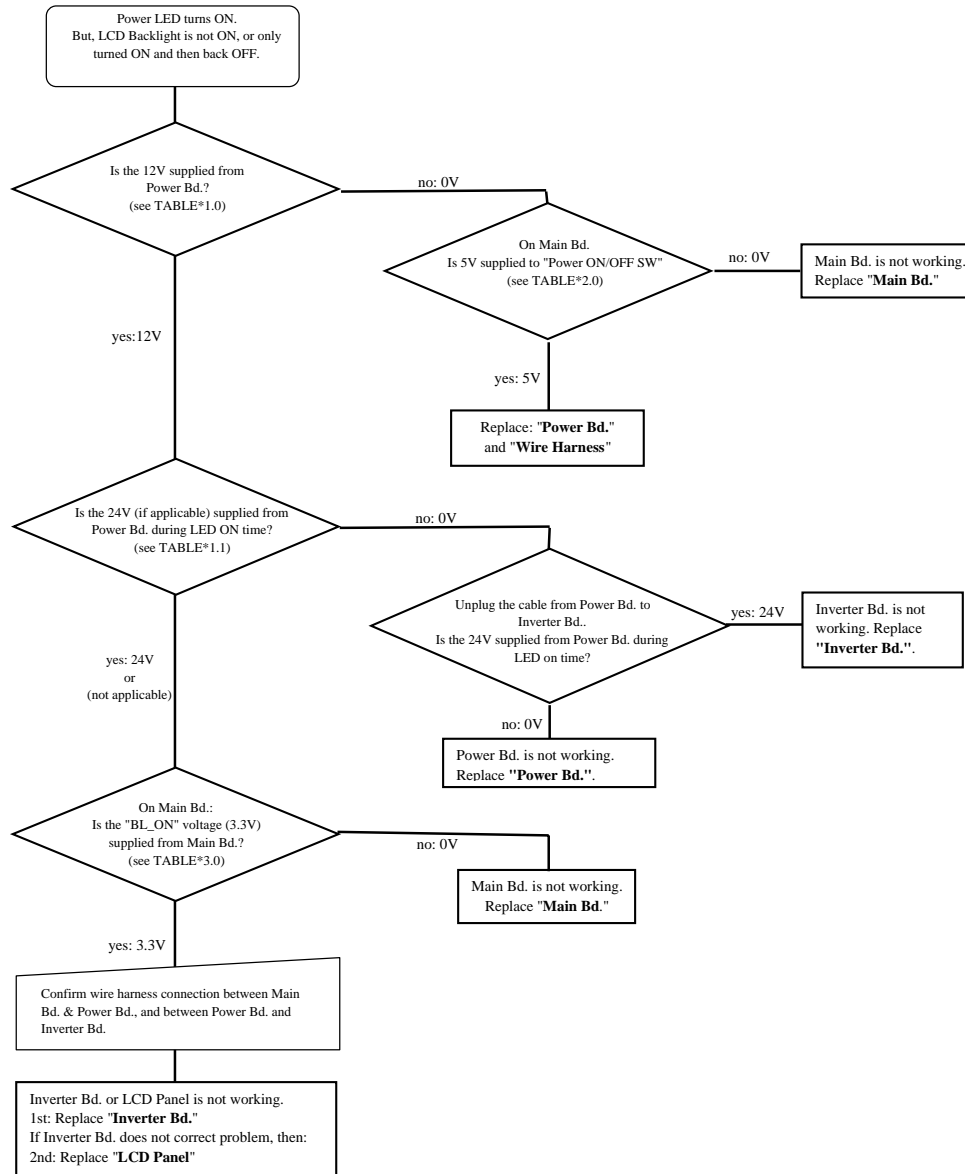 Power LED turns ON.
But, LCD Backlight is not ON, or only
turned ON and then back OFF.
Is the 12V supplied from
Power Bd.?
(see TABLE*1.0)
no: 0V
On Main Bd.
Is 5V supplied to "Power ON/OFF SW"
(see TABLE*2.0)
no: 0V
Main Bd. is not working.
Replace "Main Bd."
yes:12V
yes: 5V
Replace: "Power Bd."
and "Wire Harness"
Is the 24V (if applicable) supplied from
Power Bd. during LED ON time?
(see TABLE*1.1)
no: 0V
Unplug the cable from Power Bd. to
Inverter Bd..
Is the 24V supplied from Power Bd. during
LED on time?
yes: 24V
Inverter Bd. is not
working. Replace
"Inverter Bd.".
yes: 24V
or
(not applicable)
no: 0V
Power Bd. is not working.
Replace "Power Bd.".
On Main Bd.:
Is the "BL_ON" voltage (3.3V)
supplied from Main Bd.?
(see TABLE*3.0)
no: 0V
Main Bd. is not working.
Replace "Main Bd."
yes: 3.3V
Confirm wire harness connection between Main
Bd. & Power Bd., and between Power Bd. and
Inverter Bd.
Inverter Bd. or LCD Panel is not working.
1st: Replace "Inverter Bd."
If Inverter Bd. does not correct problem, then:
2nd: Replace "LCD Panel"